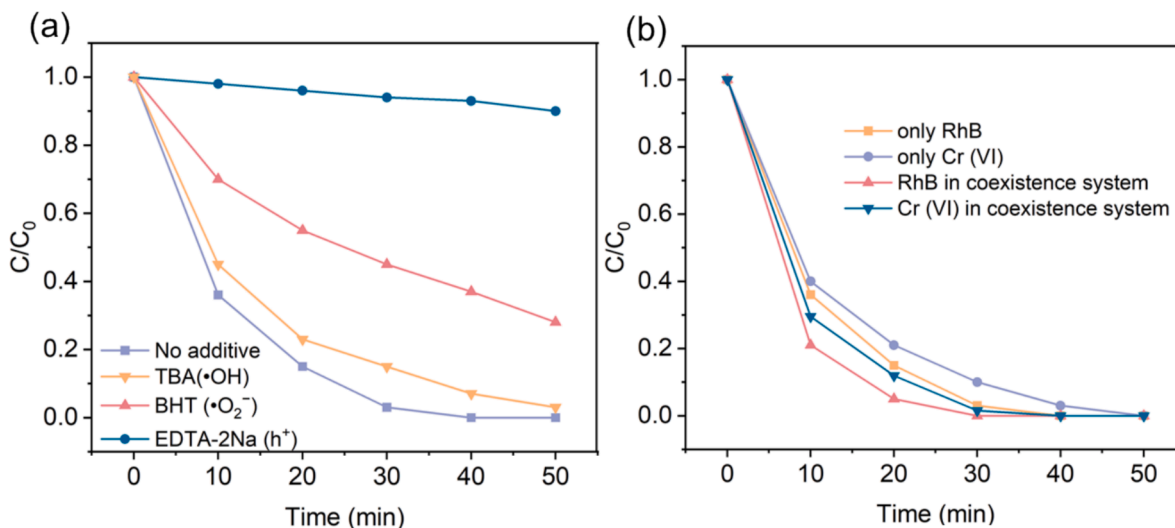 (a)
1.0
0.8
0.6
0.4
0.2
0.0
C/C₀
No additive
TBA(•OH)
BHT (•O₂⁻)
EDTA-2Na (h⁺)
0 10 20 30 40 50
Time (min)
(b)
1.0
0.8
0.6
0.4
0.2
0.0
C/C₀
only RhB
only Cr (VI)
RhB in coexistence system
Cr (VI) in coexistence system
0 10 20 30 40 50
Time (min)